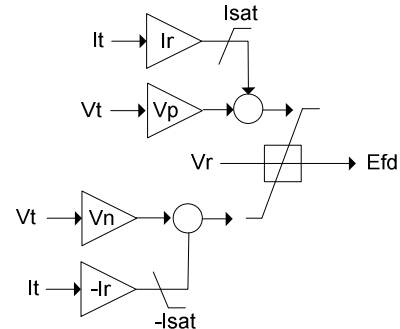 Isat
It Ir
Vt Vp
Vr Efd
Vt Vn
It -Ir
-Isat